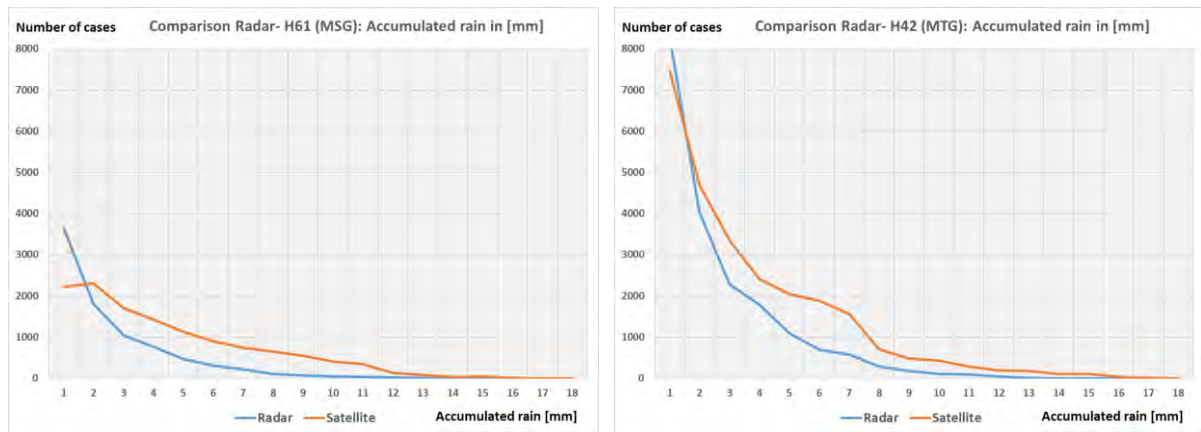 Number of cases
Comparison Radar- H61 (MSG): Accumulated rain in [mm]
8000
7000
6000
5000
4000
3000
2000
1000
0
1 2 3 4 5 6 7 8 9 10 11 12 13 14 15 16 17 18
Radar Satellite Accumulated rain [mm]
Number of cases
Comparison Radar- H42 (MTG): Accumulated rain in [mm]
8000
7000
6000
5000
4000
3000
2000
1000
0
1 2 3 4 5 6 7 8 9 10 11 12 13 14 15 16 17 18
Radar Satellite Accumulated rain [mm]